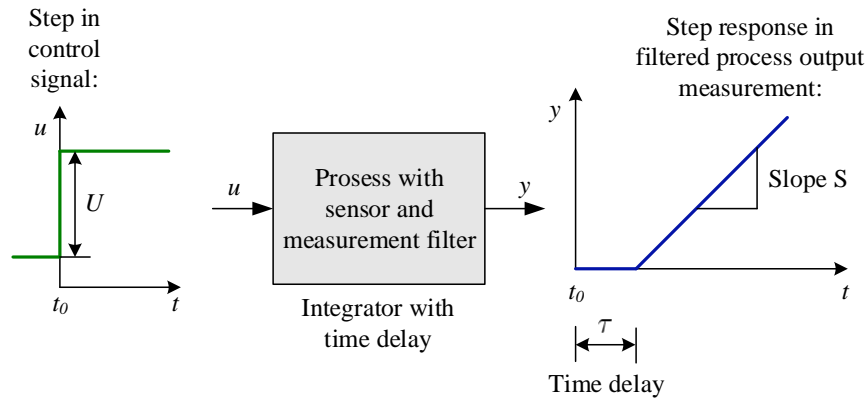 Step in
control
signal:
u
U
t0
t
u
Prosess with
sensor and
measurement filter
y
Integrator with
time delay
Step response in
filtered process output
measurement:
y
Slope S
t0
t
τ
Time delay